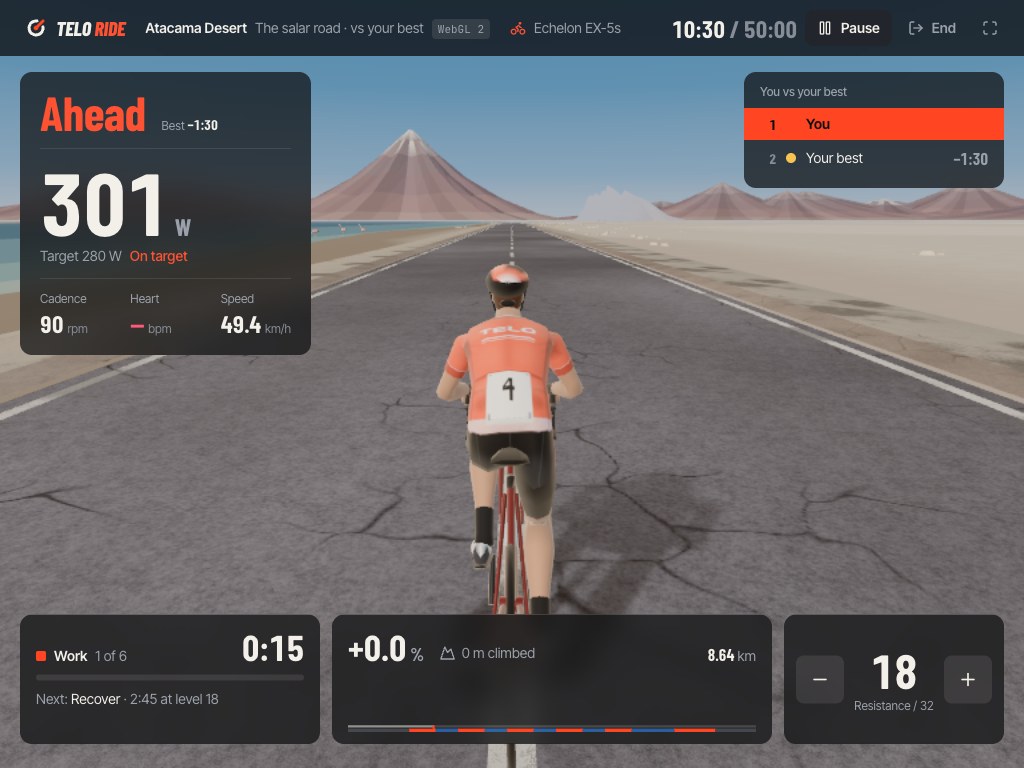 TELO RIDE Atacama Desert The salar road · vs your best WebGL 2 Echelon EX-5s 10:30 / 50:00 Pause End
Ahead Best −1:30
301 W
Target 280 W On target
Cadence Heart Speed
90 rpm — bpm 49.4 km/h
You vs your best
1 You
2 Your best −1:30
TELO
4
Work 1 of 6 0:15
Next: Recover · 2:45 at level 18
+0.0 % 0 m climbed 8.64 km
− 18 +
Resistance / 32